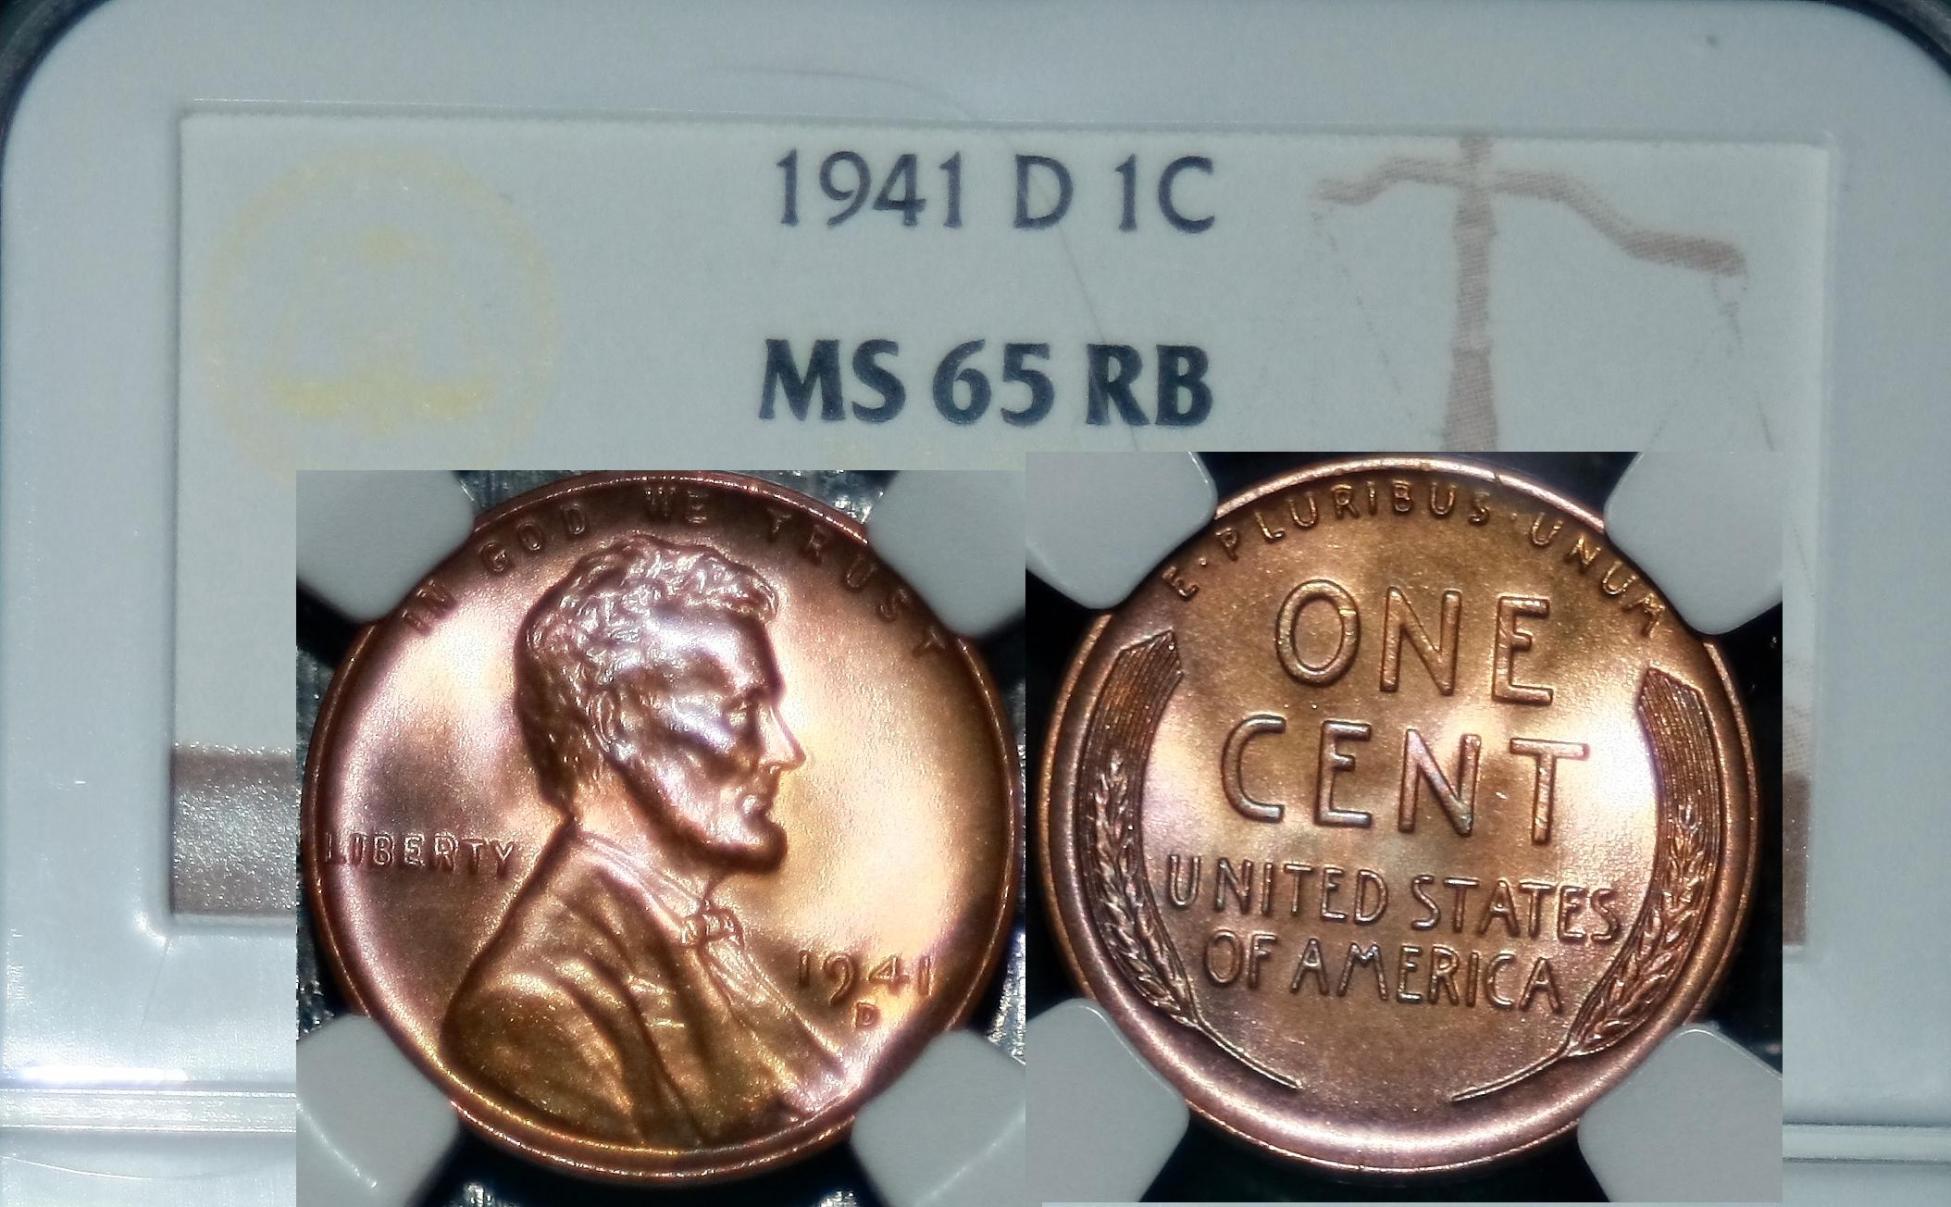 1941 D 1C
MS 65 RB
IN GOD WE TRUST
LIBERTY
1941
D
E·PLURIBUS·UNUM
ONE
CENT
UNITED STATES
OF AMERICA